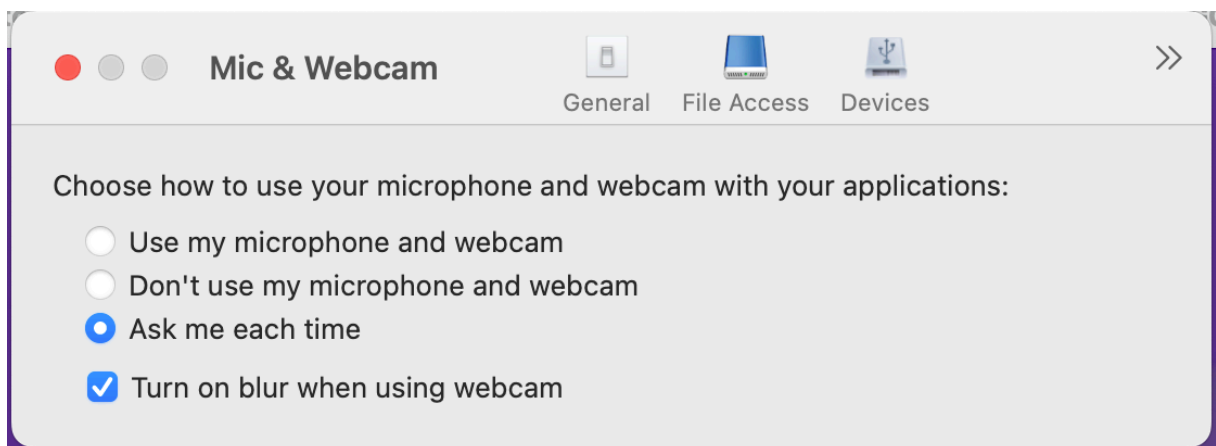 Mic & Webcam
General
File Access
Devices
Choose how to use your microphone and webcam with your applications:
Use my microphone and webcam
Don't use my microphone and webcam
Ask me each time
Turn on blur when using webcam